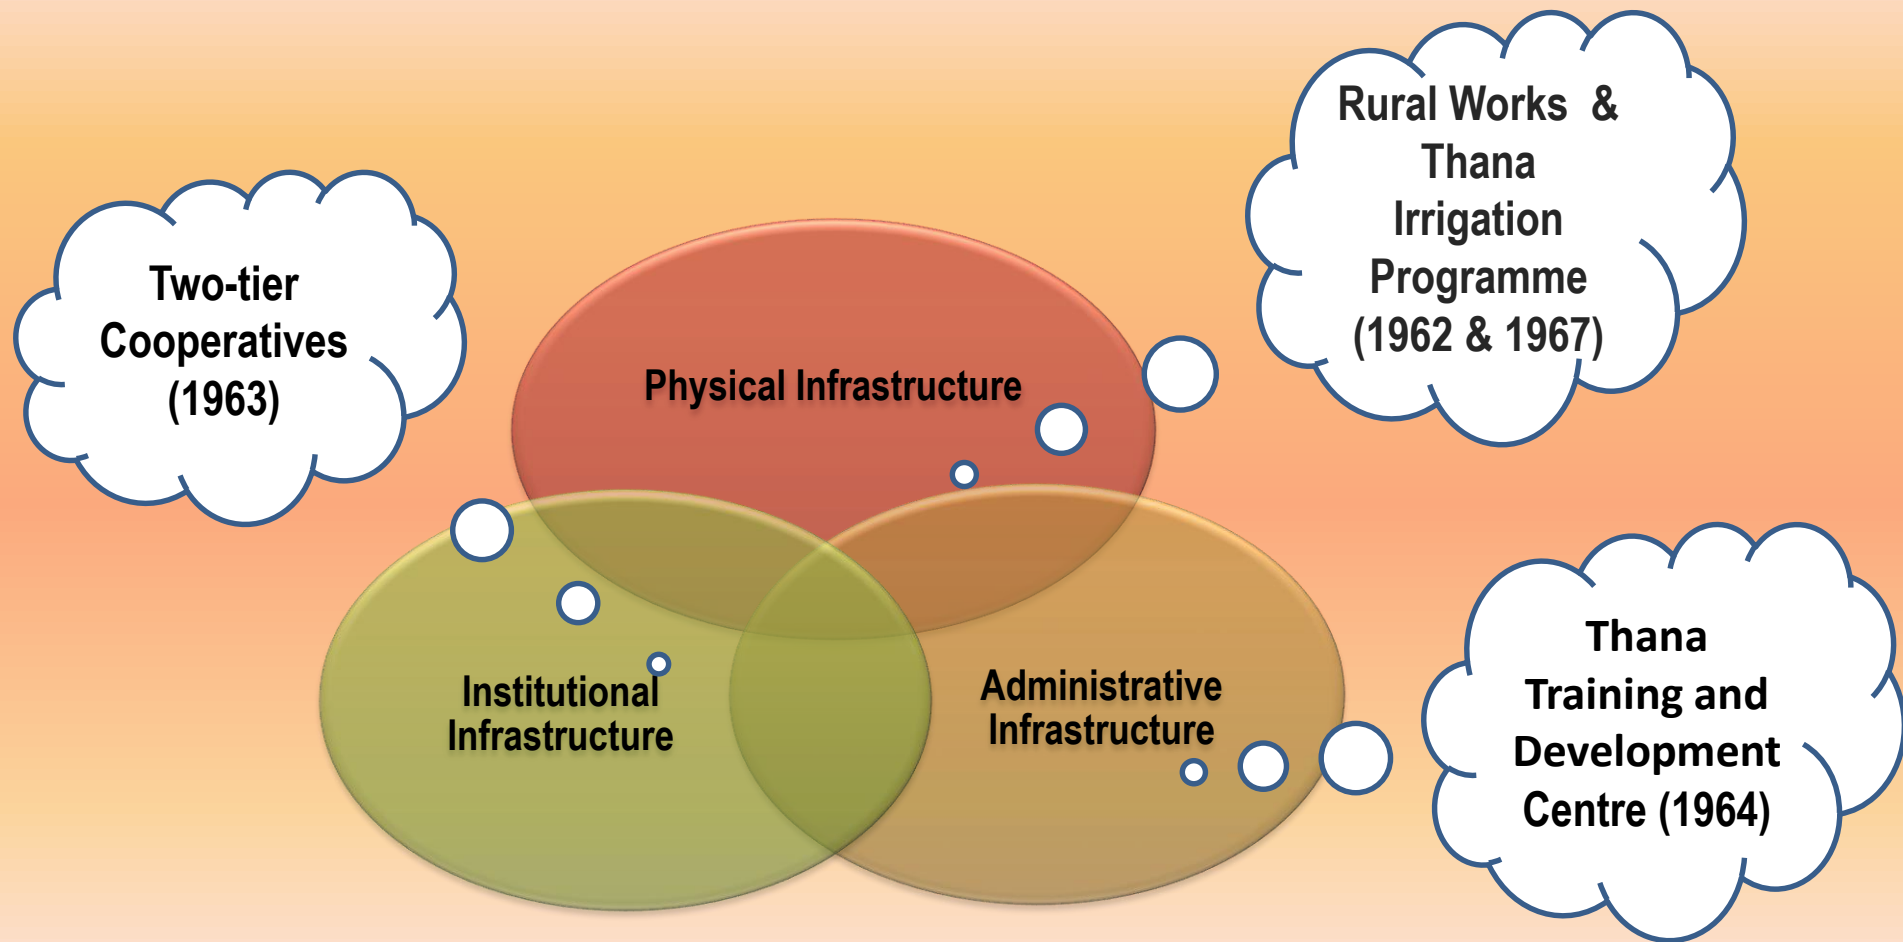 Two-tier
Cooperatives
(1963)
Rural Works &
Thana
Irrigation
Programme
(1962 & 1967)
Physical Infrastructure
Institutional
Infrastructure
Administrative
Infrastructure
Thana
Training and
Development
Centre (1964)